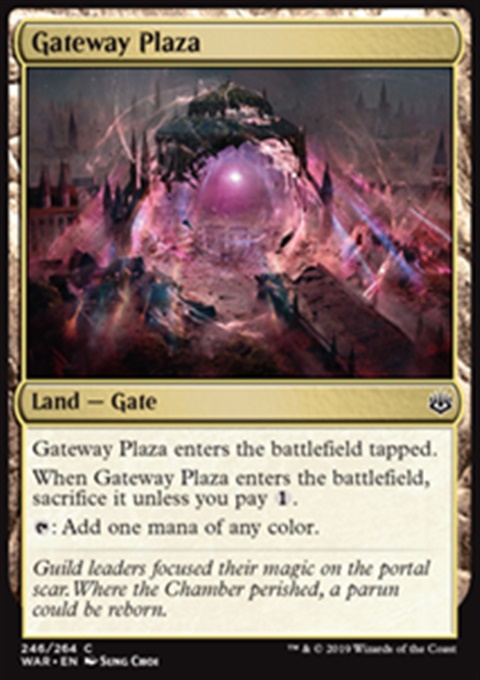 Gateway Plaza
Land — Gate
Gateway Plaza enters the battlefield tapped.
When Gateway Plaza enters the battlefield,
sacrifice it unless you pay 1.
: Add one mana of any color.
Guild leaders focused their magic on the portal
scar. Where the Chamber perished, a parun
could be reborn.
246/264 C
WAR • EN Sung Choi
™ & © 2019 Wizards of the Coast